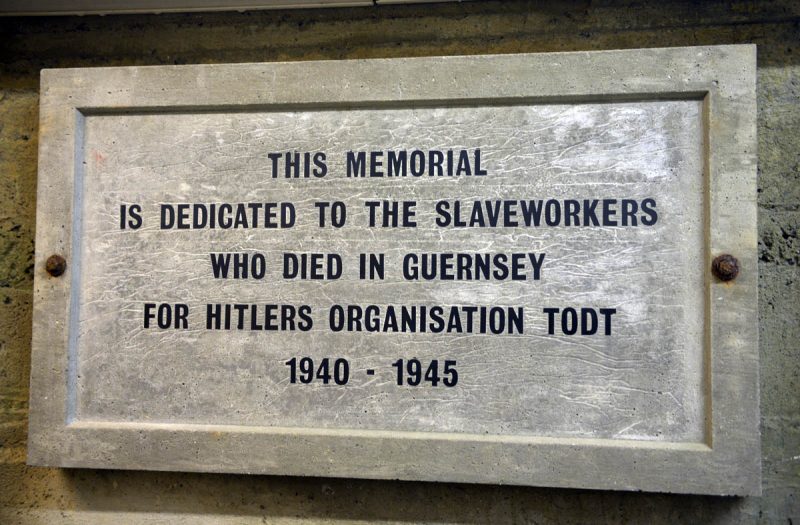 THIS MEMORIAL
IS DEDICATED TO THE SLAVEWORKERS
WHO DIED IN GUERNSEY
FOR HITLERS ORGANISATION TODT
1940 - 1945